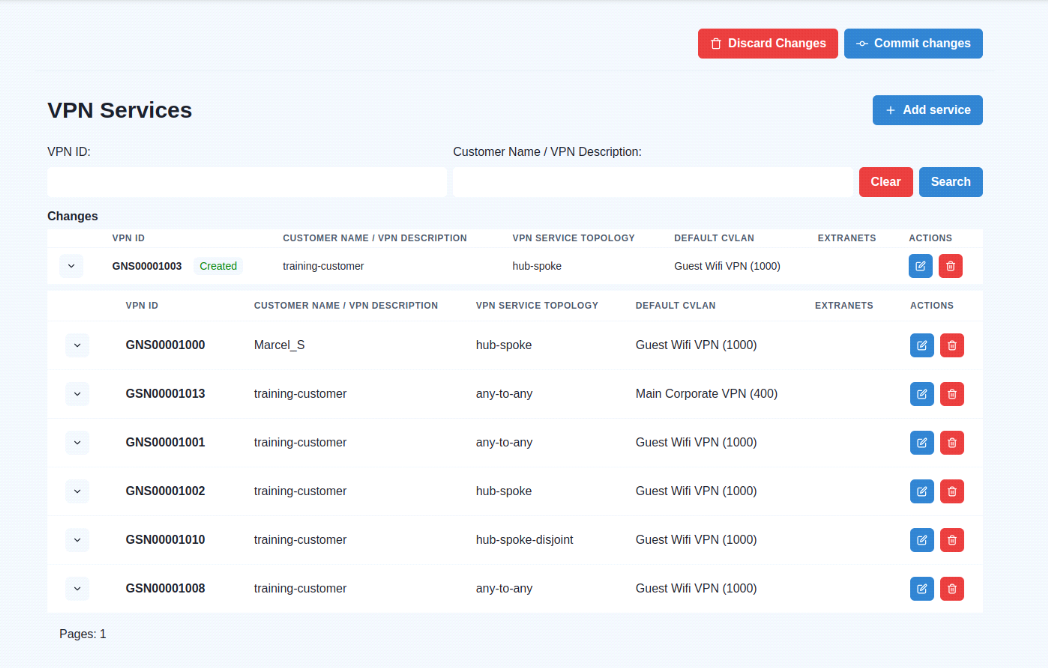 Discard Changes Commit changes
VPN Services
Add service
VPN ID: Customer Name / VPN Description:
Clear Search
Changes
VPN ID CUSTOMER NAME / VPN DESCRIPTION VPN SERVICE TOPOLOGY DEFAULT CVLAN EXTRANETS ACTIONS
GNS00001003 Created training-customer hub-spoke Guest Wifi VPN (1000)
VPN ID CUSTOMER NAME / VPN DESCRIPTION VPN SERVICE TOPOLOGY DEFAULT CVLAN EXTRANETS ACTIONS
GNS00001000 Marcel_S hub-spoke Guest Wifi VPN (1000)
GSN00001013 training-customer any-to-any Main Corporate VPN (400)
GNS00001001 training-customer any-to-any Guest Wifi VPN (1000)
GNS00001002 training-customer hub-spoke Guest Wifi VPN (1000)
GSN00001010 training-customer hub-spoke-disjoint Guest Wifi VPN (1000)
GSN00001008 training-customer any-to-any Guest Wifi VPN (1000)
Pages: 1